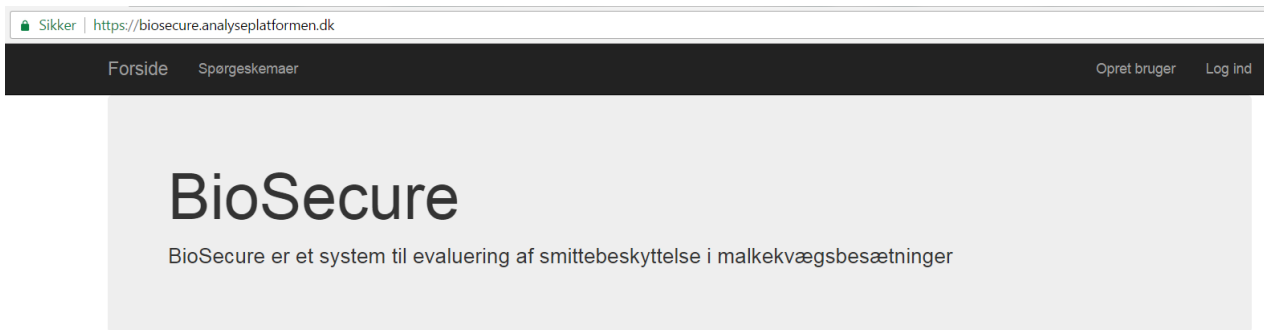 Sikker | https://biosecure.analyseplatformen.dk
Forside Spørgeskemaer Opret bruger Log ind
BioSecure
BioSecure er et system til evaluering af smittebeskyttelse i malkekvægsbesætninger